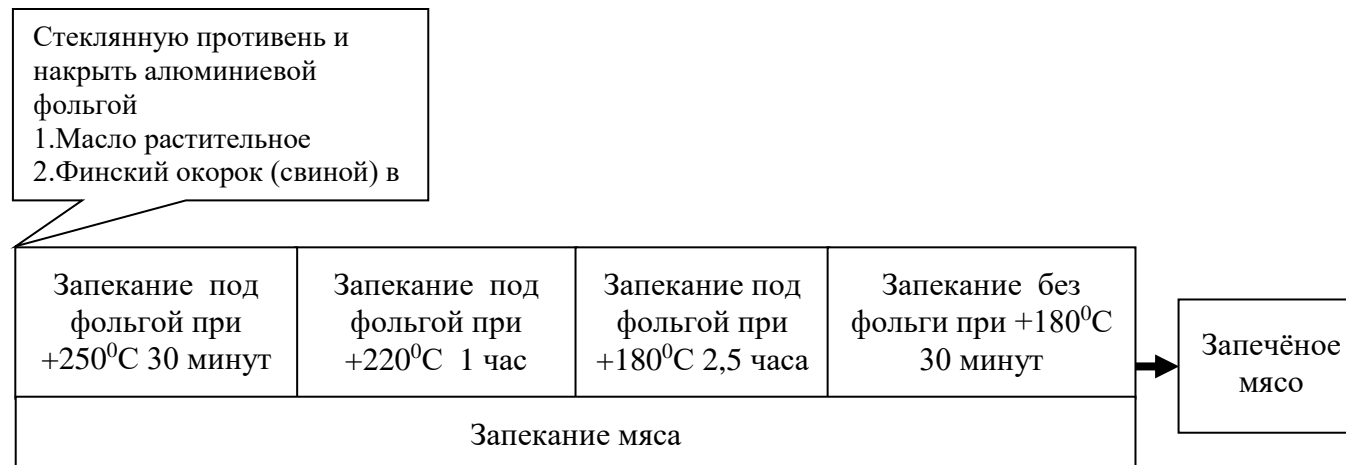 Стеклянную противень и
накрыть алюминиевой
фольгой
1.Масло растительное
2.Финский окорок (свиной) в
Запекание под
фольгой при
+250⁰С 30 минут
Запекание под
фольгой при
+220⁰С 1 час
Запекание под
фольгой при
+180⁰С 2,5 часа
Запекание без
фольги при +180⁰С
30 минут
Запечёное
мясо
Запекание мяса